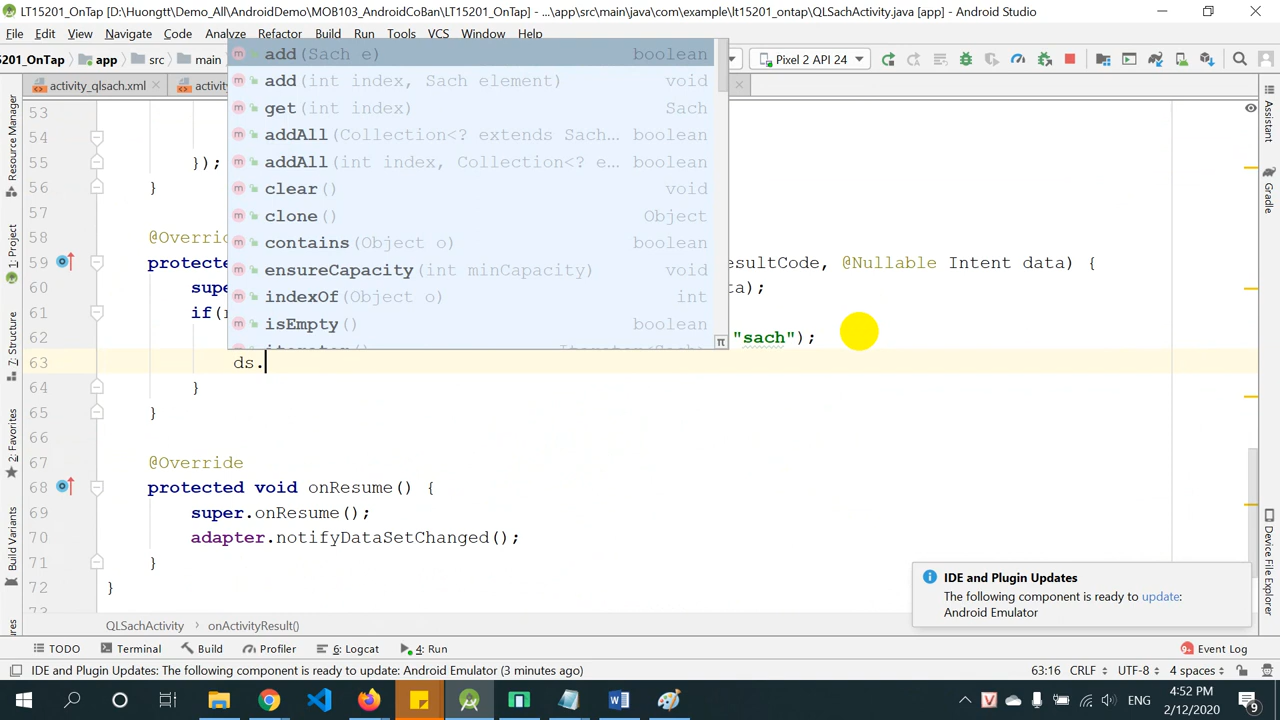 LT15201_OnTap [D:\Huongtt\Demo_All\AndroidDemo\MOB103_AndroidCoBan\LT15201_OnTap] - ...\app\src\main\java\com\example\lt15201_ontap\QLSachActivity.java [app] - Android Studio
File Edit View Navigate Code Analyze Refactor Build Run Tools VCS Window Help
5201_OnTap app src main Pixel 2 API 24
activity_qlsach.xml
add(Sach e) boolean
add(int index, Sach element) void
get(int index) Sach
addAll(Collection<? extends Sach… boolean
addAll(int index, Collection<? e… boolean
clear() void
clone() Object
contains(Object o) boolean
ensureCapacity(int minCapacity) void
indexOf(Object o) int
isEmpty() boolean
53
54
55 });
56 }
57
58 @Overri
59 protecte esultCode, @Nullable Intent data) {
60 supe ta);
61 if(r
62 "sach");
63 ds.
64 }
65 }
66
67 @Override
68 protected void onResume() {
69 super.onResume();
70 adapter.notifyDataSetChanged();
71 }
72 }
73
Resource Manager
1: Project
7: Structure
2: Favorites
Build Variants
Assistant
Gradle
Device File Explorer
IDE and Plugin Updates
The following component is ready to update:
Android Emulator
QLSachActivity onActivityResult()
TODO Terminal Build Profiler 6: Logcat 4: Run Event Log
IDE and Plugin Updates: The following component is ready to update: Android Emulator (3 minutes ago) 63:16 CRLF UTF-8 4 spaces
ENG 4:52 PM
2/12/2020